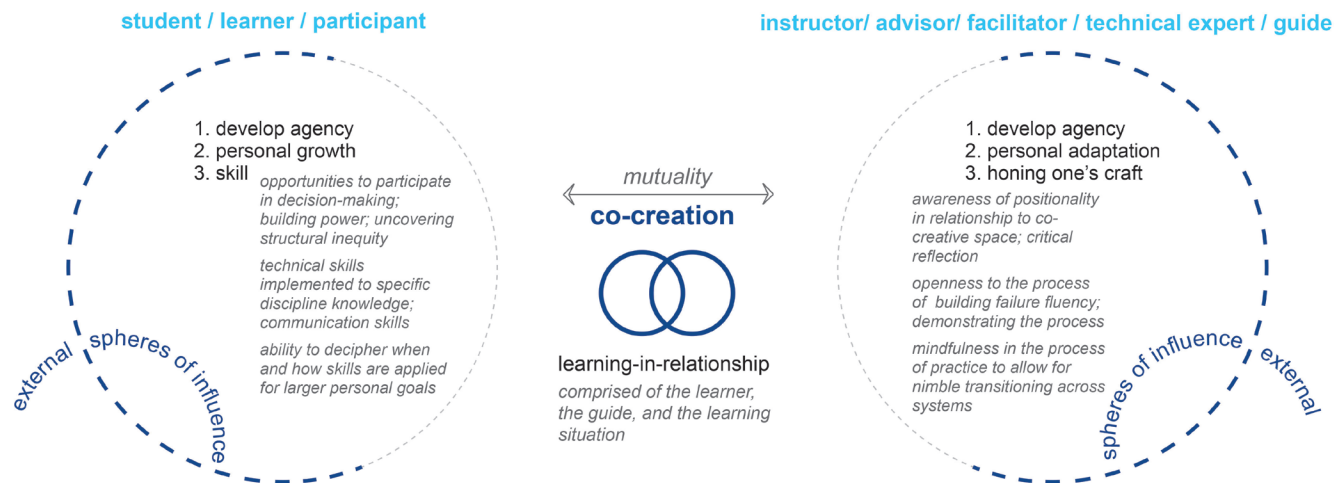 student / learner / participant
1. develop agency
2. personal growth
3. skill
opportunities to participate
in decision-making;
building power; uncovering
structural inequity
technical skills
implemented to specific
discipline knowledge;
communication skills
ability to decipher when
and how skills are applied
for larger personal goals
external
spheres of influence
mutuality
co-creation
learning-in-relationship
comprised of the learner,
the guide, and the learning
situation
instructor/ advisor/ facilitator / technical expert / guide
1. develop agency
2. personal adaptation
3. honing one's craft
awareness of positionality
in relationship to co-
creative space; critical
reflection
openness to the process
of building failure fluency;
demonstrating the process
mindfulness in the process
of practice to allow for
nimble transitioning across
systems
spheres of influence
external